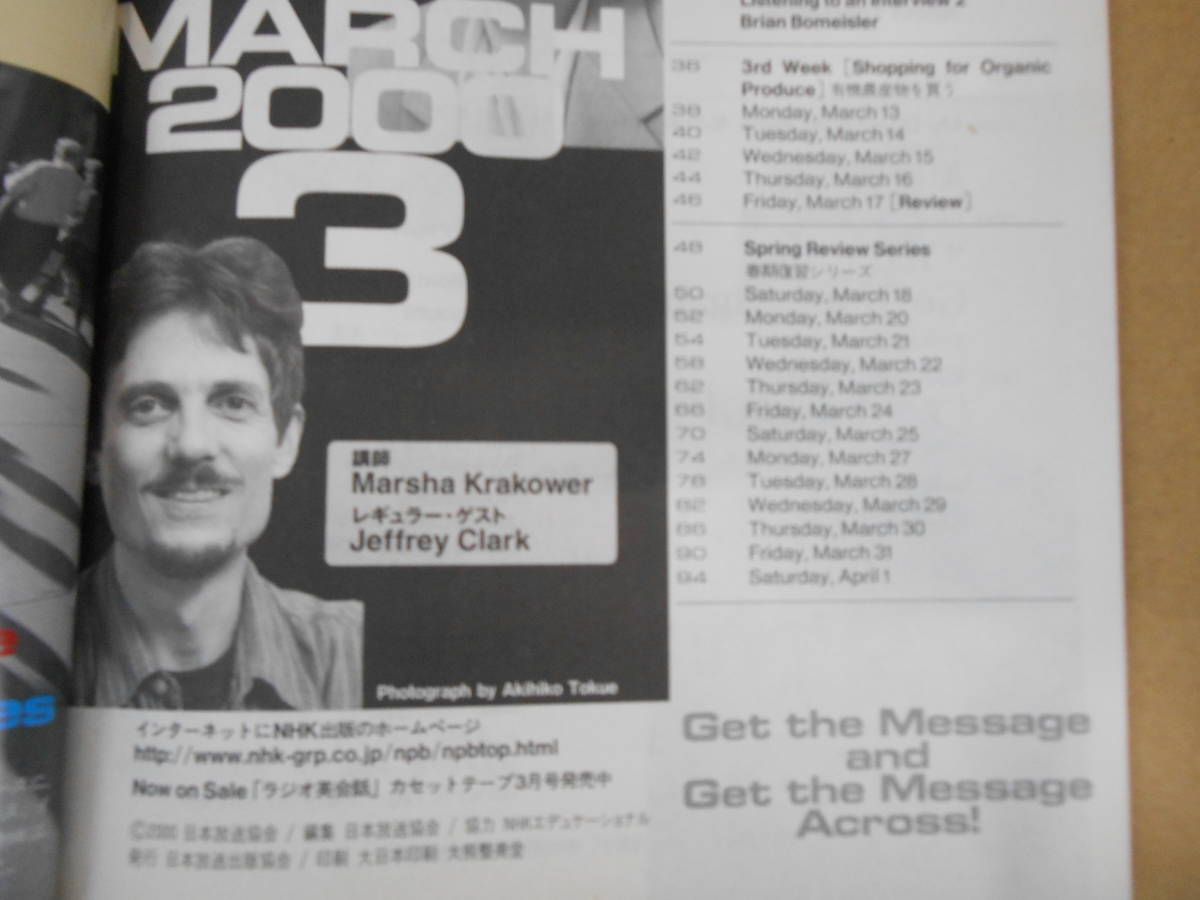 MARCH
2000
3
講師
Marsha Krakower
レギュラー・ゲスト
Jeffrey Clark
Photograph by Akihiko Tokue
インターネットにNHK出版のホームページ
http://www.nhk-grp.co.jp/npb/npbtop.html
Now on Sale「ラジオ英会話」カセットテープ3月号発売中
©2000 日本放送協会 / 編集 日本放送協会 / 協力 NHKエデュケーショナル
発行 日本放送出版協会 / 印刷 大日本印刷 大熊整美堂
Listening to an Interview 2
Brian Bomeisler
36 3rd Week [Shopping for Organic
Produce] 有機農産物を買う
38 Monday, March 13
40 Tuesday, March 14
42 Wednesday, March 15
44 Thursday, March 16
46 Friday, March 17 [Review]
48 Spring Review Series
春期復習シリーズ
50 Saturday, March 18
52 Monday, March 20
54 Tuesday, March 21
58 Wednesday, March 22
62 Thursday, March 23
66 Friday, March 24
70 Saturday, March 25
74 Monday, March 27
78 Tuesday, March 28
82 Wednesday, March 29
86 Thursday, March 30
90 Friday, March 31
94 Saturday, April 1
Get the Message
and
Get the Message
Across!